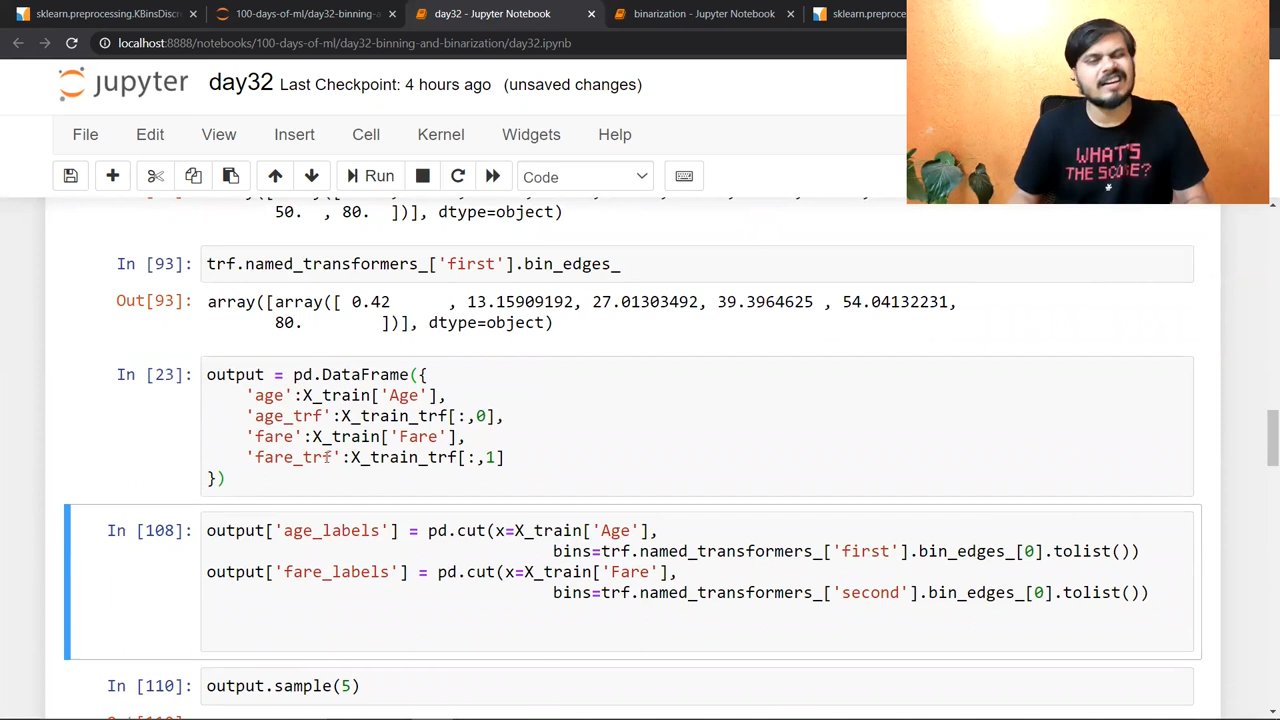 sklearn.preprocessing.KBinsDiscr
100-days-of-ml/day32-binning-a
day32 - Jupyter Notebook
binarization - Jupyter Notebook
sklearn.preproces
localhost:8888/notebooks/100-days-of-ml/day32-binning-and-binarization/day32.ipynb
jupyter day32 Last Checkpoint: 4 hours ago (unsaved changes)
File Edit View Insert Cell Kernel Widgets Help
Run Code
WHAT'S
THE SCOPE?
50. , 80. ])], dtype=object)
In [93]: trf.named_transformers_['first'].bin_edges_
Out[93]: array([array([ 0.42 , 13.15909192, 27.01303492, 39.3964625 , 54.04132231,
80. ])], dtype=object)
In [23]: output = pd.DataFrame({
'age':X_train['Age'],
'age_trf':X_train_trf[:,0],
'fare':X_train['Fare'],
'fare_trf':X_train_trf[:,1]
})
In [108]: output['age_labels'] = pd.cut(x=X_train['Age'],
bins=trf.named_transformers_['first'].bin_edges_[0].tolist())
output['fare_labels'] = pd.cut(x=X_train['Fare'],
bins=trf.named_transformers_['second'].bin_edges_[0].tolist())
In [110]: output.sample(5)